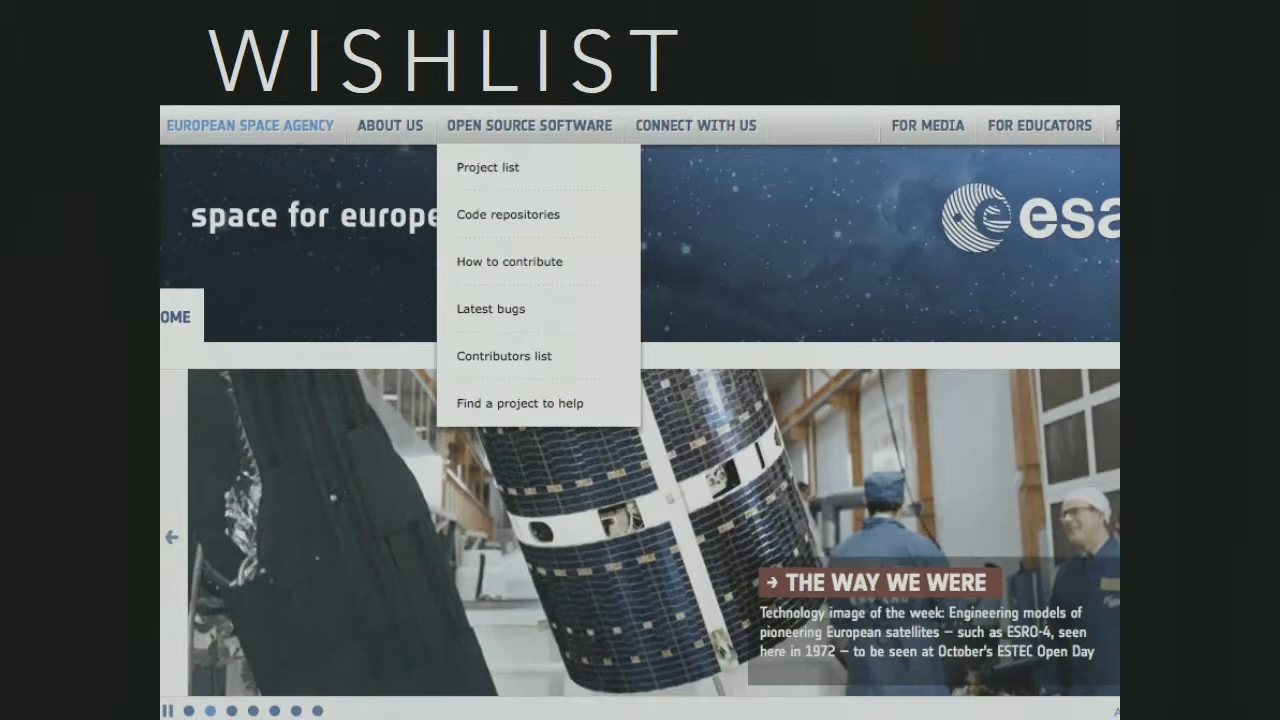 WISHLIST
EUROPEAN SPACE AGENCY ABOUT US OPEN SOURCE SOFTWARE CONNECT WITH US FOR MEDIA FOR EDUCATORS
Project list
Code repositories
How to contribute
Latest bugs
Contributors list
Find a project to help
space for europe
esa
OME
THE WAY WE WERE
Technology image of the week: Engineering models of
pioneering European satellites – such as ESRO-4, seen
here in 1972 – to be seen at October's ESTEC Open Day